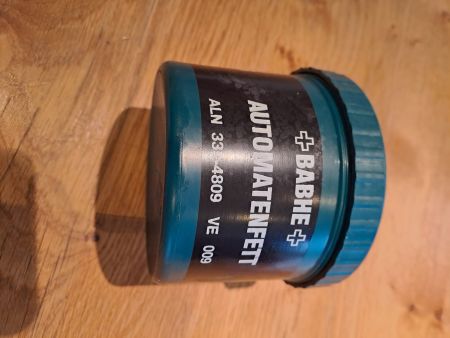 BABHE
AUTOMATENFETT
ALN VE 009